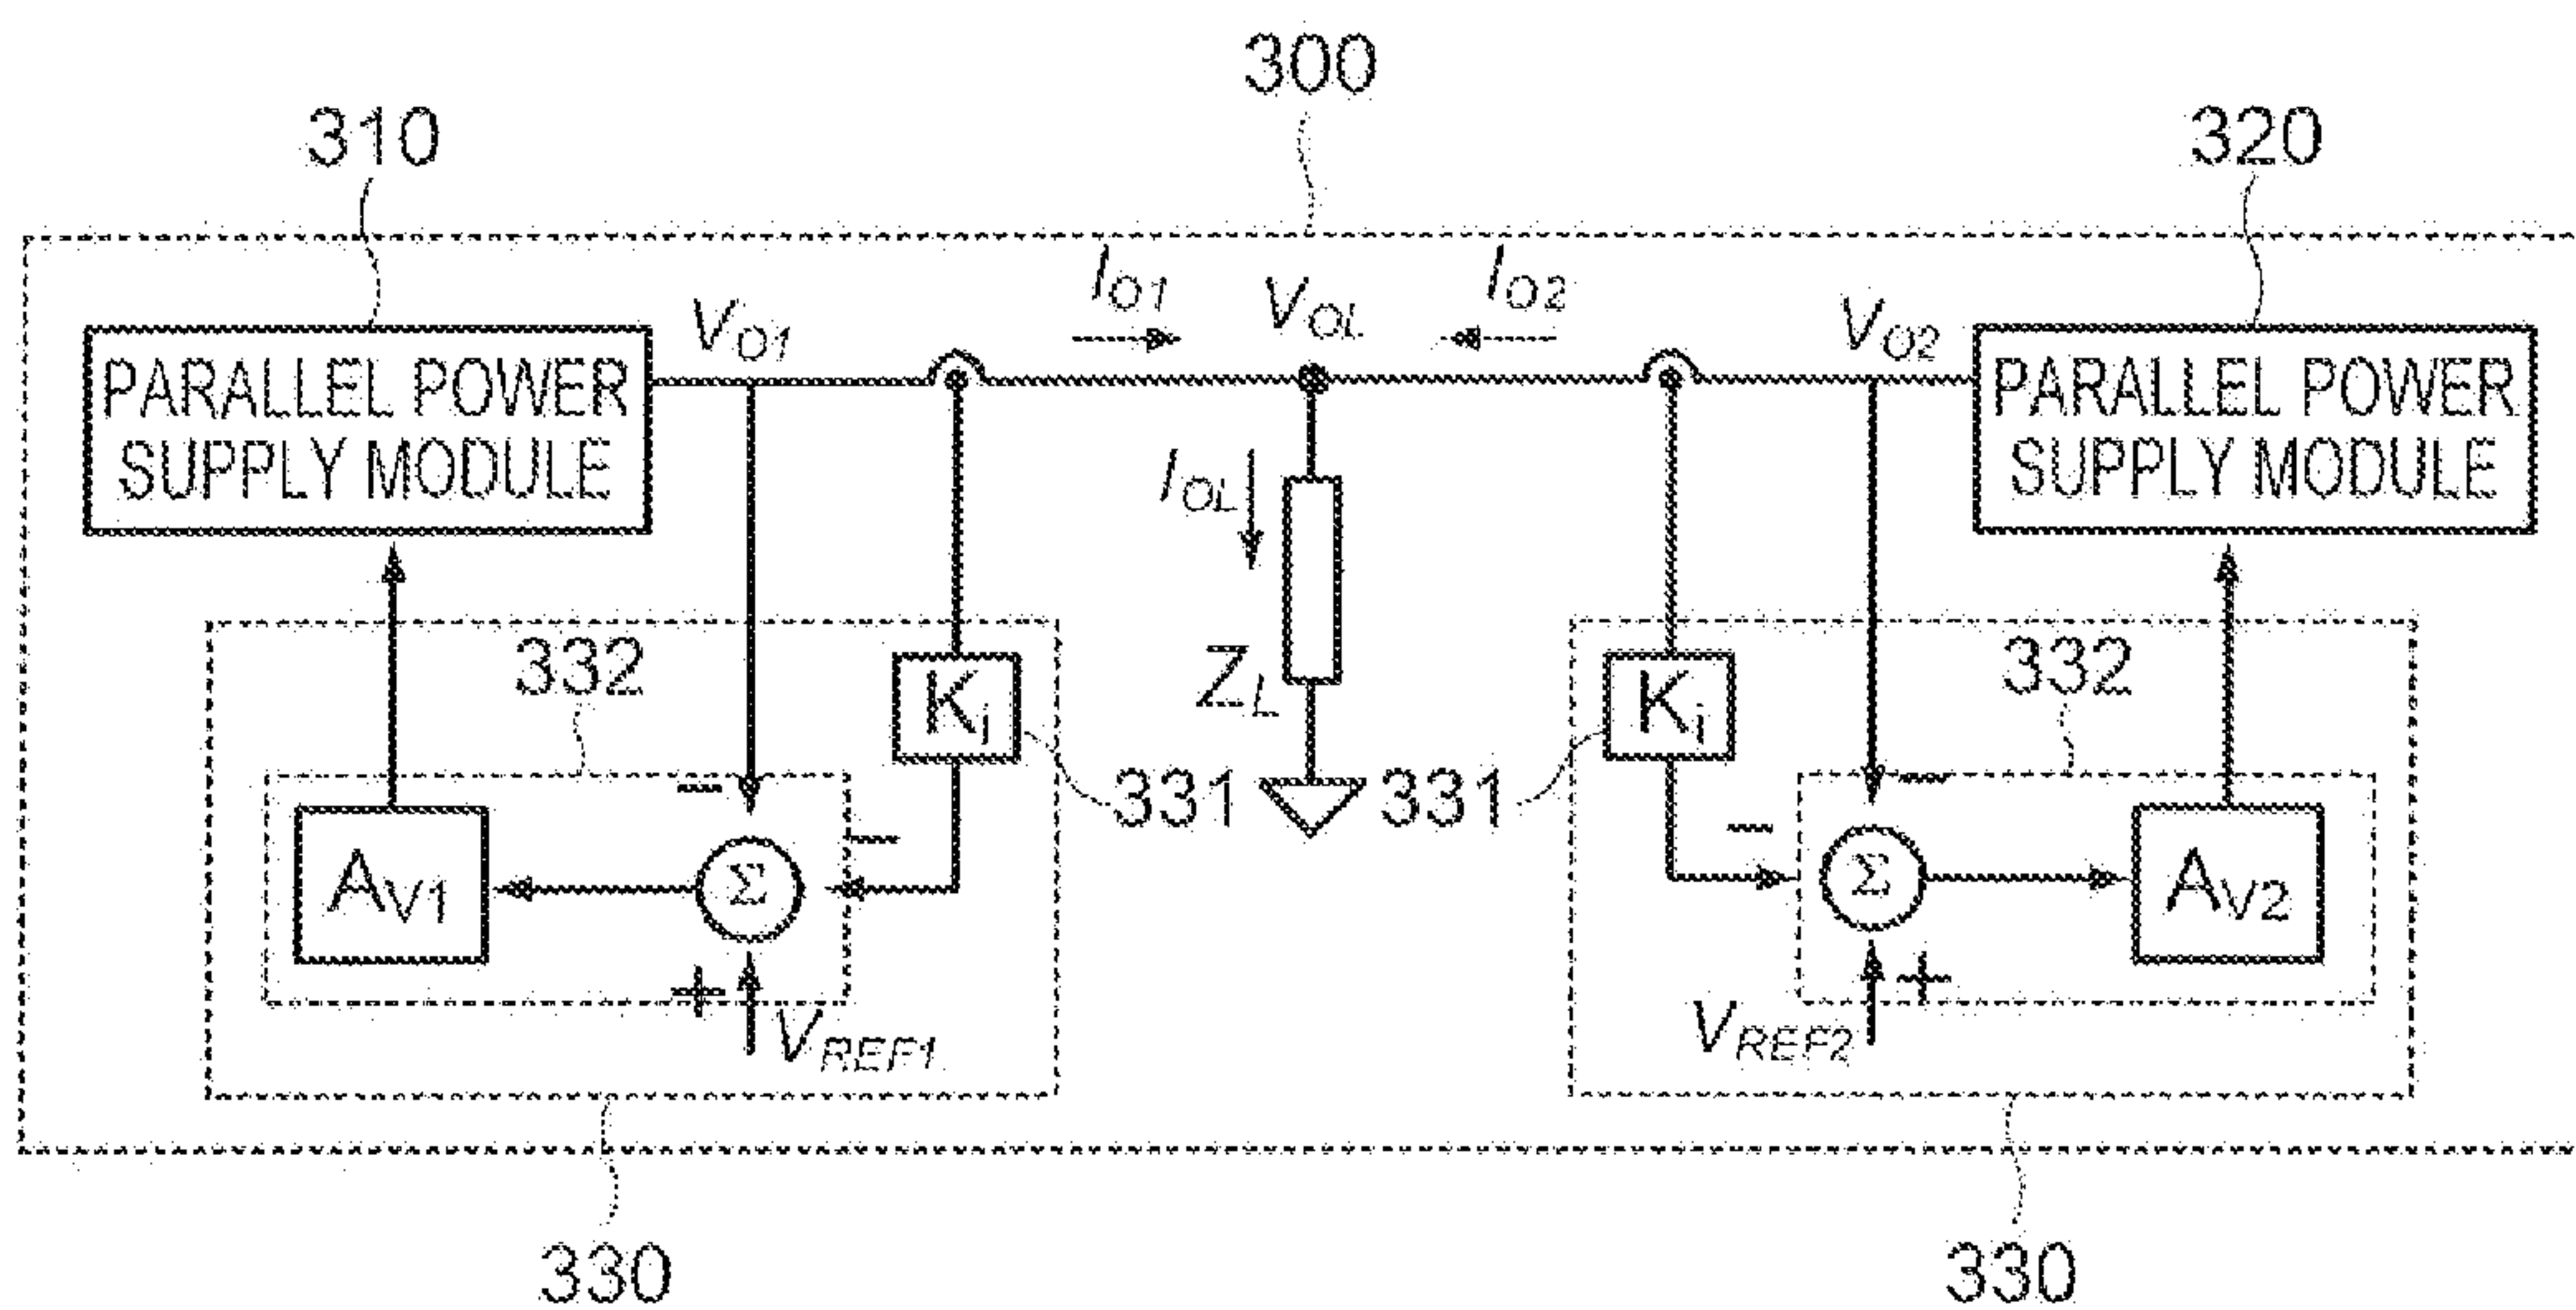 300
310
320
I_O1
V_OL
I_O2
V_O1
V_O2
PARALLEL POWER
SUPPLY MODULE
PARALLEL POWER
SUPPLY MODULE
I_OL
332
332
K_i
Z_L
K_i
331
331
−
−
−
−
A_V1
Σ
Σ
A_V2
+
+
V_REF1
V_REF2
330
330